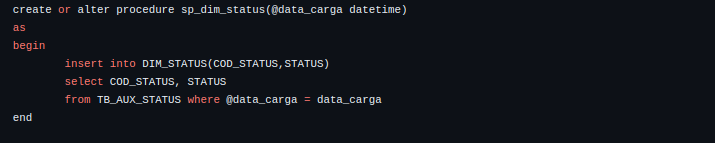 create or alter procedure sp_dim_status(@data_carga datetime)
as
begin
        insert into DIM_STATUS(COD_STATUS,STATUS)
        select COD_STATUS, STATUS
        from TB_AUX_STATUS where @data_carga = data_carga
end